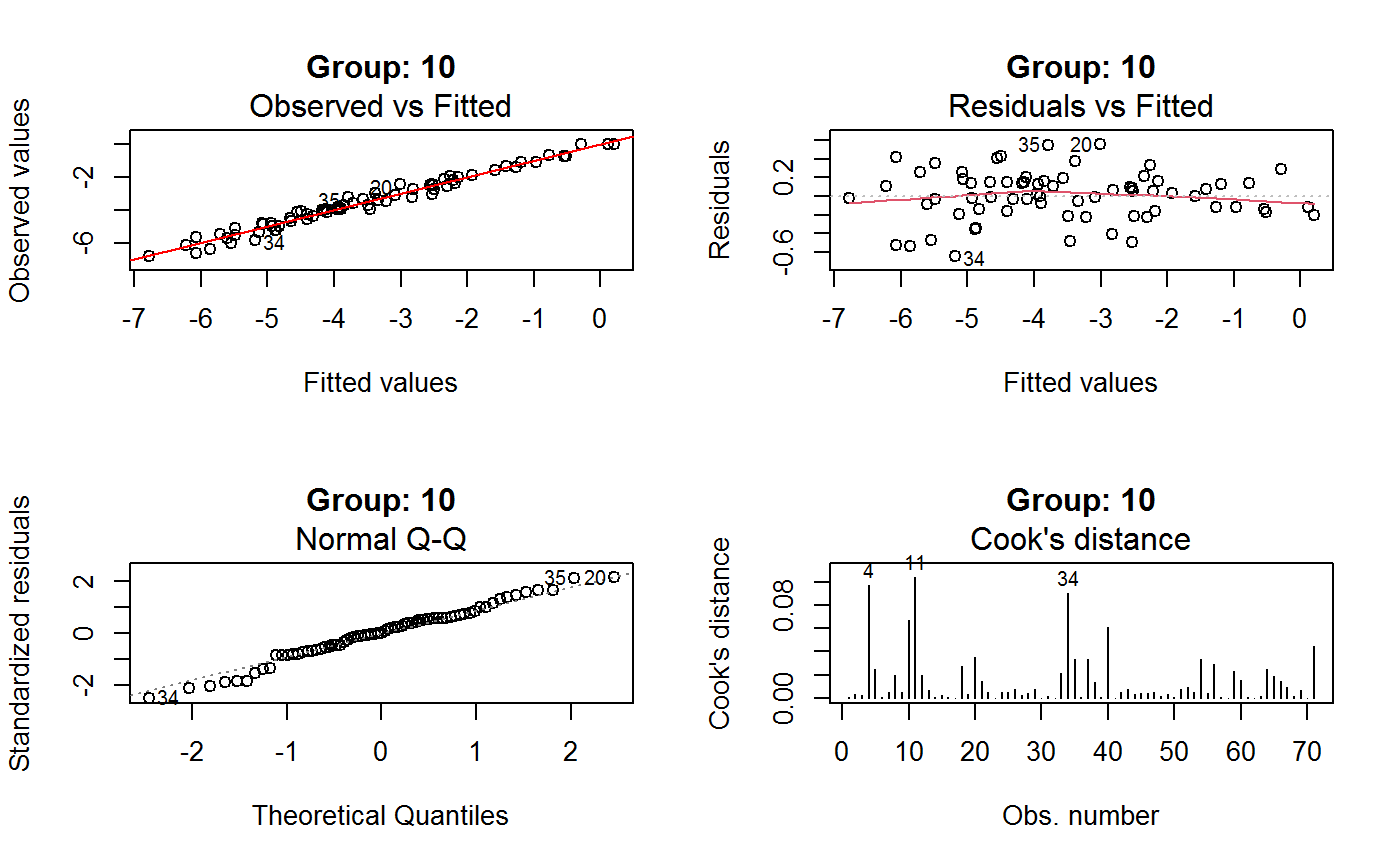 Group: 10
Observed vs Fitted
Observed values
-2
-6
35
20
34
-7 -6 -5 -4 -3 -2 -1 0
Fitted values
Group: 10
Residuals vs Fitted
Residuals
0.2
-0.6
35
20
34
-7 -6 -5 -4 -3 -2 -1 0
Fitted values
Group: 10
Normal Q-Q
Standardized residuals
2
0
-2
35
20
34
-2 -1 0 1 2
Theoretical Quantiles
Group: 10
Cook's distance
Cook's distance
0.08
0.00
4
11
34
0 10 20 30 40 50 60 70
Obs. number